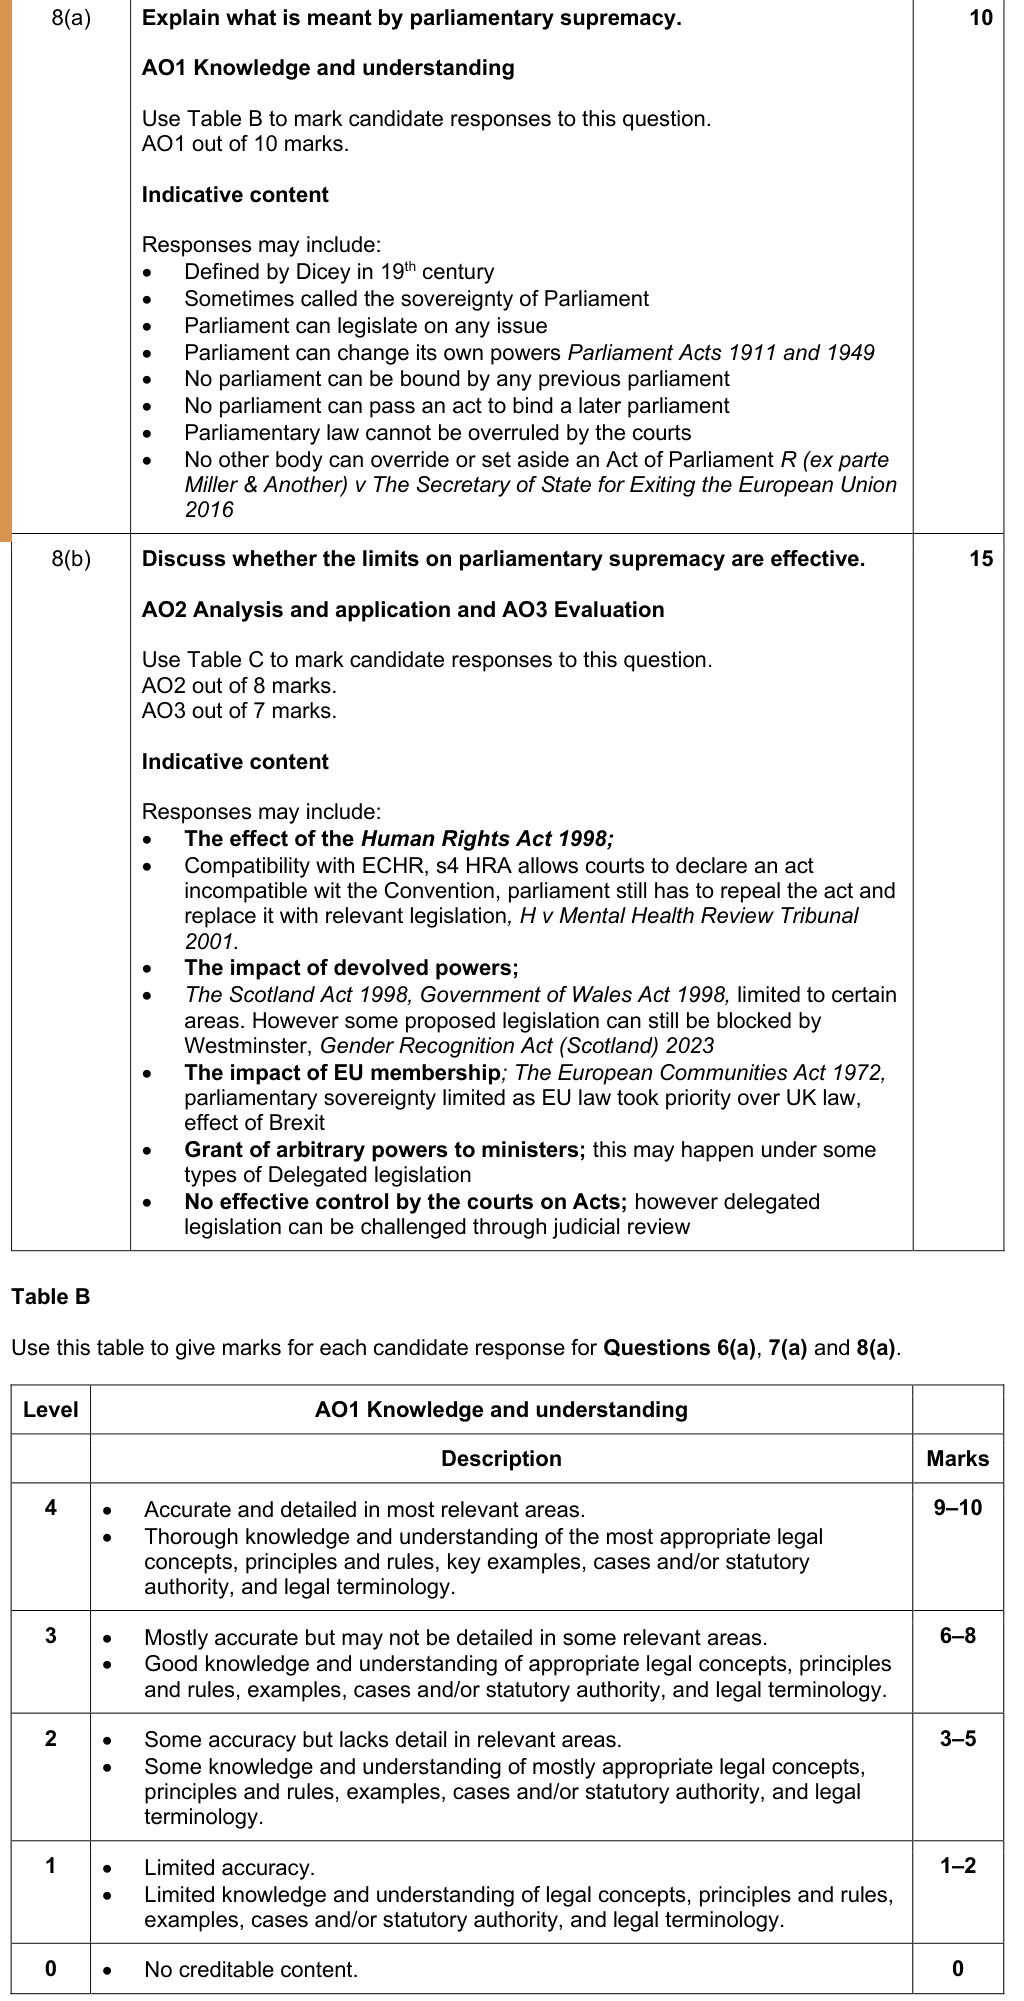 8(a) Explain what is meant by parliamentary supremacy. 10
AO1 Knowledge and understanding
Use Table B to mark candidate responses to this question.
AO1 out of 10 marks.
Indicative content
Responses may include:
• Defined by Dicey in 19th century
• Sometimes called the sovereignty of Parliament
• Parliament can legislate on any issue
• Parliament can change its own powers Parliament Acts 1911 and 1949
• No parliament can be bound by any previous parliament
• No parliament can pass an act to bind a later parliament
• Parliamentary law cannot be overruled by the courts
• No other body can override or set aside an Act of Parliament R (ex parte
Miller & Another) v The Secretary of State for Exiting the European Union
2016
8(b) Discuss whether the limits on parliamentary supremacy are effective. 15
AO2 Analysis and application and AO3 Evaluation
Use Table C to mark candidate responses to this question.
AO2 out of 8 marks.
AO3 out of 7 marks.
Indicative content
Responses may include:
• The effect of the Human Rights Act 1998;
• Compatibility with ECHR, s4 HRA allows courts to declare an act
incompatible wit the Convention, parliament still has to repeal the act and
replace it with relevant legislation, H v Mental Health Review Tribunal
2001.
• The impact of devolved powers;
• The Scotland Act 1998, Government of Wales Act 1998, limited to certain
areas. However some proposed legislation can still be blocked by
Westminster, Gender Recognition Act (Scotland) 2023
• The impact of EU membership; The European Communities Act 1972,
parliamentary sovereignty limited as EU law took priority over UK law,
effect of Brexit
• Grant of arbitrary powers to ministers; this may happen under some
types of Delegated legislation
• No effective control by the courts on Acts; however delegated
legislation can be challenged through judicial review
Table B
Use this table to give marks for each candidate response for Questions 6(a), 7(a) and 8(a).
Level AO1 Knowledge and understanding
Description Marks
4 • Accurate and detailed in most relevant areas. 9–10
• Thorough knowledge and understanding of the most appropriate legal
concepts, principles and rules, key examples, cases and/or statutory
authority, and legal terminology.
3 • Mostly accurate but may not be detailed in some relevant areas. 6–8
• Good knowledge and understanding of appropriate legal concepts, principles
and rules, examples, cases and/or statutory authority, and legal terminology.
2 • Some accuracy but lacks detail in relevant areas. 3–5
• Some knowledge and understanding of mostly appropriate legal concepts,
principles and rules, examples, cases and/or statutory authority, and legal
terminology.
1 • Limited accuracy. 1–2
• Limited knowledge and understanding of legal concepts, principles and rules,
examples, cases and/or statutory authority, and legal terminology.
0 • No creditable content. 0